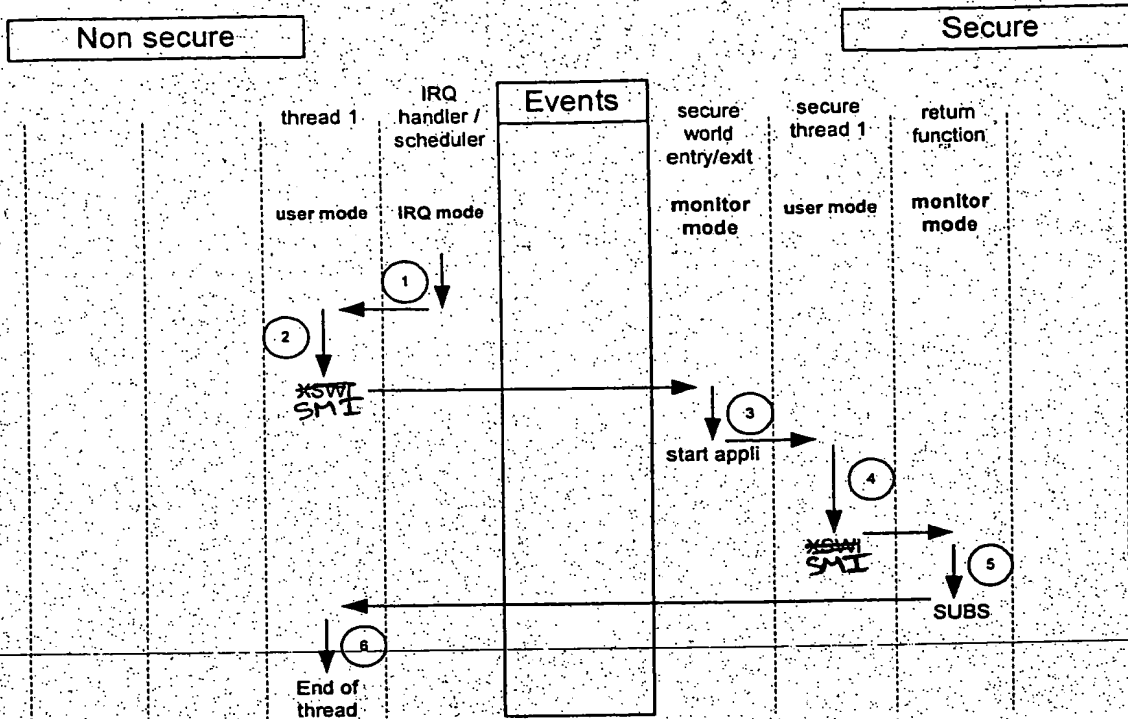 Non secure
Secure
thread 1
IRQ
handler /
scheduler
Events
secure
world
entry/exit
secure
thread 1
return
function
user mode
IRQ mode
monitor
mode
user mode
monitor
mode
1
2
XSWI
SMI
3
start appli
4
XSWI
SMI
5
SUBS
6
End of
thread